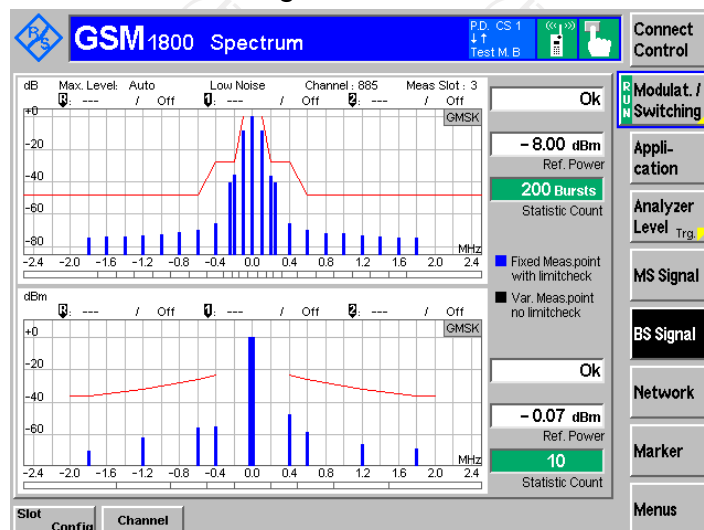 R&S GSM 1800 Spectrum
P.D. CS 1
Test M. B
Connect Control
dB Max. Level: Auto Low Noise Channel : 885 Meas Slot : 3
R: --- / Off 1: --- / Off 2: --- / Off
GMSK
+0
-20
-40
-60
-80
MHz
-2.4 -2.0 -1.6 -1.2 -0.8 -0.4 0.0 0.4 0.8 1.2 1.6 2.0 2.4
Ok
-8.00 dBm
Ref. Power
200 Bursts
Statistic Count
Fixed Meas.point
with limitcheck
Var. Meas.point
no limitcheck
dBm
R: --- / Off 1: --- / Off 2: --- / Off
GMSK
+0
-20
-40
-60
MHz
-2.4 -2.0 -1.6 -1.2 -0.8 -0.4 0.0 0.4 0.8 1.2 1.6 2.0 2.4
Ok
-0.07 dBm
Ref. Power
10
Statistic Count
RUN
Modulat. /
Switching
Appli-
cation
Analyzer
Level Trg.
MS Signal
BS Signal
Network
Marker
Menus
Slot
Config
Channel